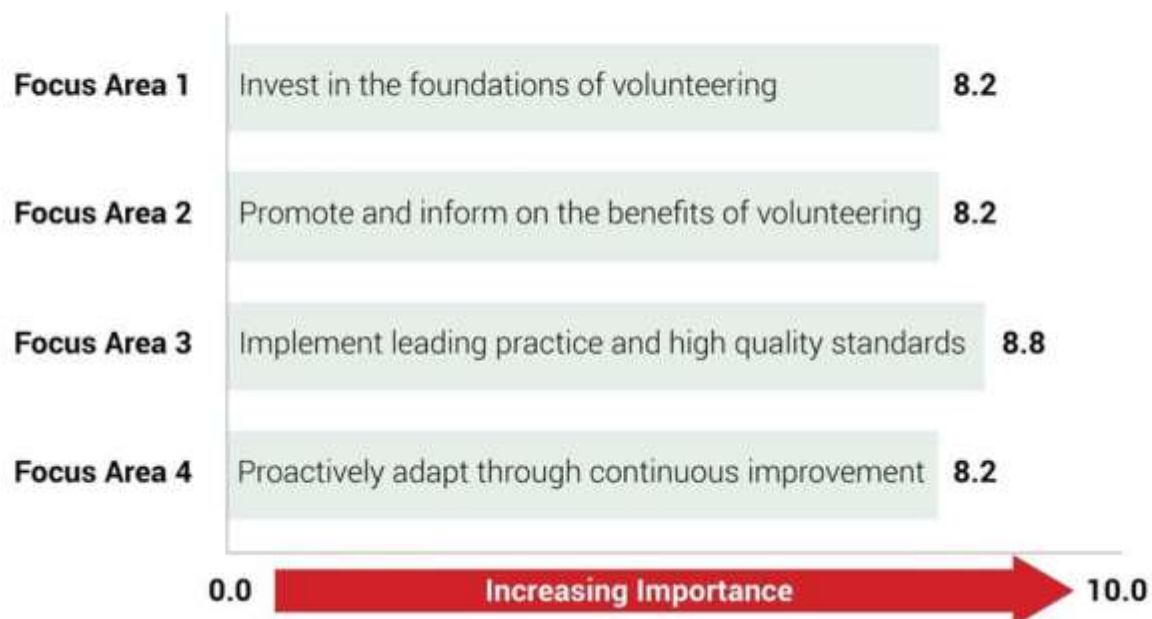 Focus Area 1 Invest in the foundations of volunteering 8.2
Focus Area 2 Promote and inform on the benefits of volunteering 8.2
Focus Area 3 Implement leading practice and high quality standards 8.8
Focus Area 4 Proactively adapt through continuous improvement 8.2
0.0 Increasing Importance 10.0